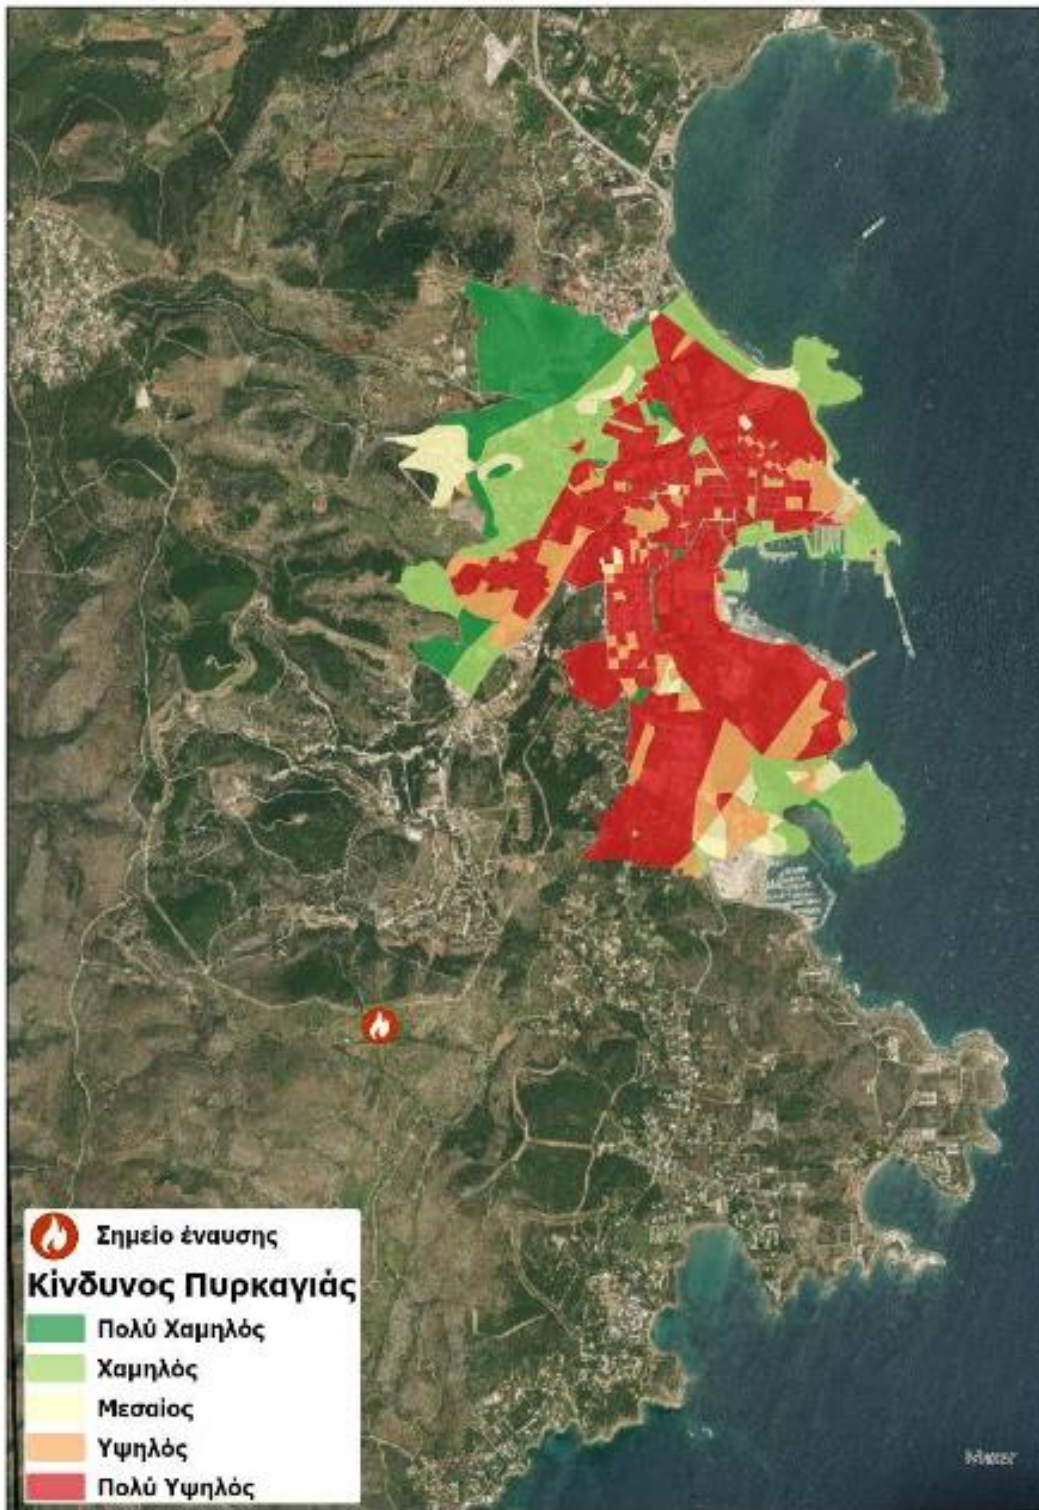 Σημείο έναυσης
Κίνδυνος Πυρκαγιάς
Πολύ Χαμηλός
Χαμηλός
Μεσαίος
Υψηλός
Πολύ Υψηλός